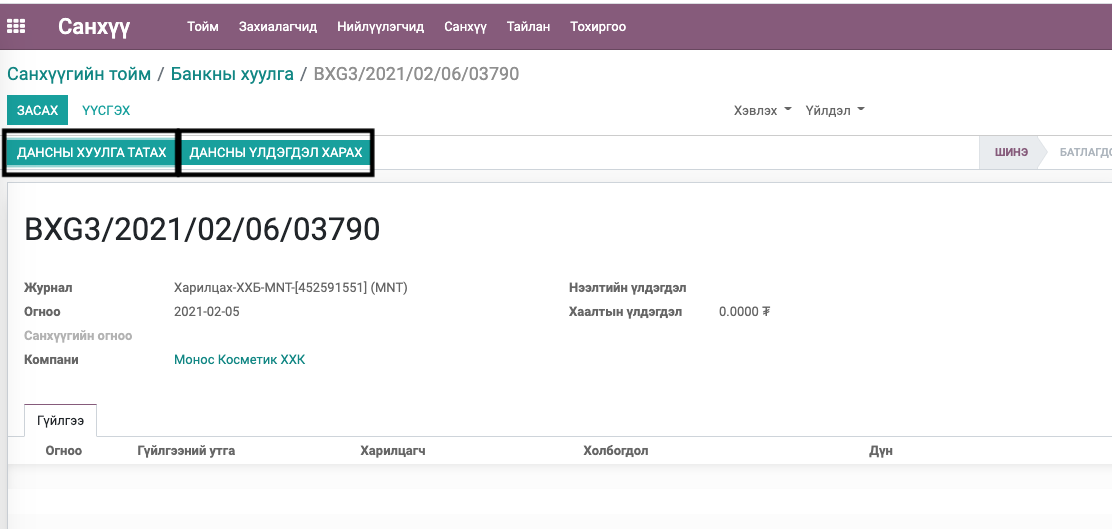 Санхүү Тойм Захиалагчид Нийлүүлэгчид Санхүү Тайлан Тохиргоо
Санхүүгийн тойм / Банкны хуулга / BXG3/2021/02/06/03790
ЗАСАХ ҮҮСГЭХ Хэвлэх Үйлдэл
ДАНСНЫ ХУУЛГА ТАТАХ ДАНСНЫ ҮЛДЭГДЭЛ ХАРАХ ШИНЭ БАТЛАГДС
BXG3/2021/02/06/03790
Журнал Харилцах-ХХБ-MNT-[452591551] (MNT) Нээлтийн үлдэгдэл
Огноо 2021-02-05 Хаалтын үлдэгдэл 0.0000 ₮
Санхүүгийн огноо
Компани Монос Косметик ХХК
Гүйлгээ
Огноо Гүйлгээний утга Харилцагч Холбогдол Дүн